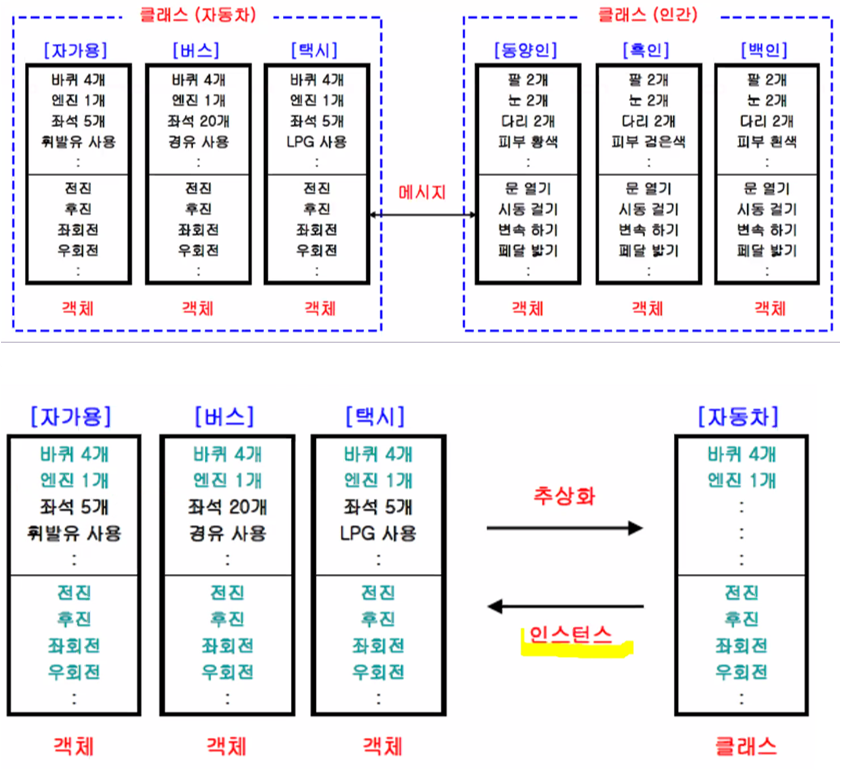 클래스 (자동차)
클래스 (인간)
[자가용]
[버스]
[택시]
[동양인]
[흑인]
[백인]
바퀴 4개
엔진 1개
좌석 5개
휘발유 사용
:
전진
후진
좌회전
우회전
:
바퀴 4개
엔진 1개
좌석 20개
경유 사용
:
전진
후진
좌회전
우회전
:
바퀴 4개
엔진 1개
좌석 5개
LPG 사용
:
전진
후진
좌회전
우회전
:
메시지
팔 2개
눈 2개
다리 2개
피부 황색
:
문 열기
시동 걸기
변속 하기
페달 밟기
:
팔 2개
눈 2개
다리 2개
피부 검은색
:
문 열기
시동 걸기
변속 하기
페달 밟기
:
팔 2개
눈 2개
다리 2개
피부 흰색
:
문 열기
시동 걸기
변속 하기
페달 밟기
:
객체
객체
객체
객체
객체
객체
[자가용]
[버스]
[택시]
[자동차]
바퀴 4개
엔진 1개
좌석 5개
휘발유 사용
:
전진
후진
좌회전
우회전
:
바퀴 4개
엔진 1개
좌석 20개
경유 사용
:
전진
후진
좌회전
우회전
:
바퀴 4개
엔진 1개
좌석 5개
LPG 사용
:
전진
후진
좌회전
우회전
:
추상화
인스턴스
바퀴 4개
엔진 1개
:
:
:
전진
후진
좌회전
우회전
:
객체
객체
객체
클래스